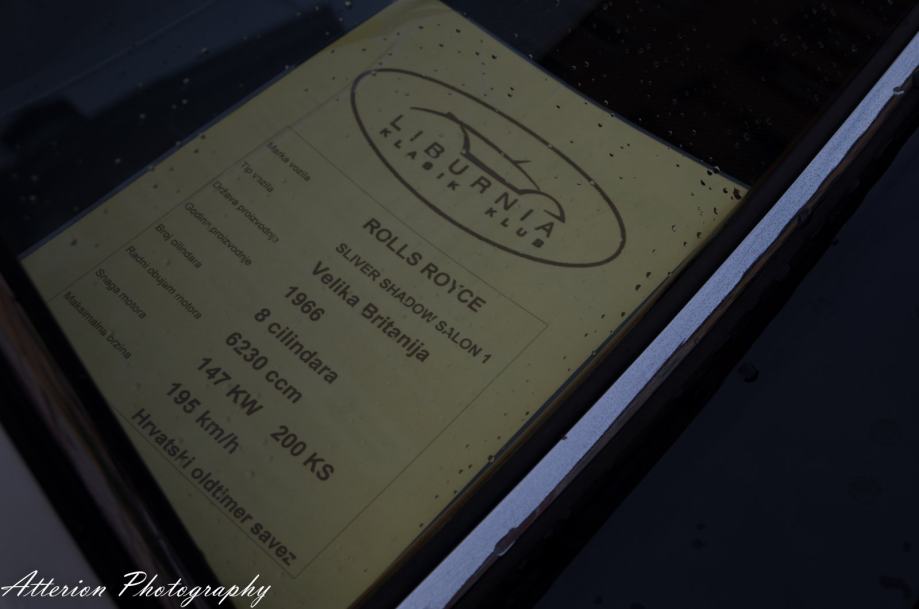 LIBURNIA
KLASIK KLUB
Marka vozila ROLLS ROYCE
Tip vozila SLIVER SHADOW SALON 1
Država proizvodnje Velika Britanija
Godina proizvodnje 1966
Broj cilindara 8 cilindara
Radni obujam motora 6230 ccm
Snaga motora 147 KW 200 KS
Maksimalna brzina 195 km/h
Hrvatski oldtimer savez
Atterion Photography